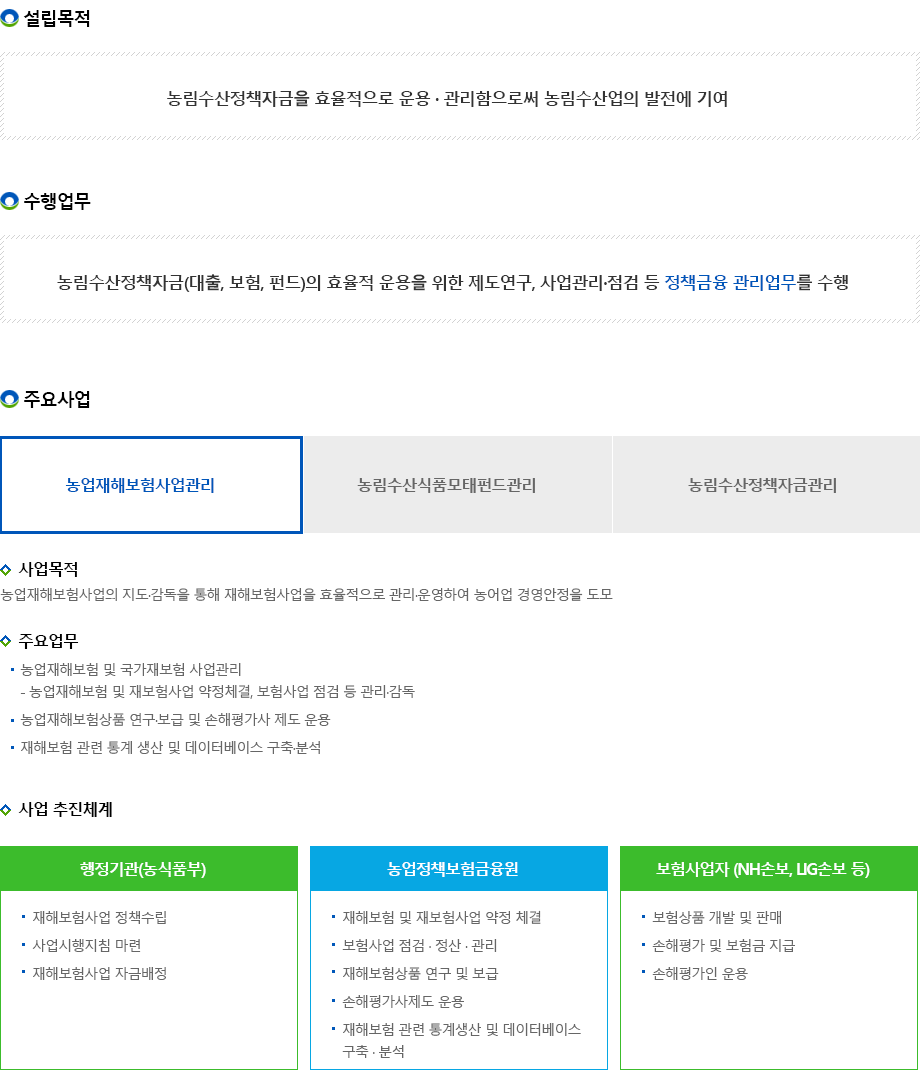 설립목적
농림수산정책자금을 효율적으로 운용 · 관리함으로써 농림수산업의 발전에 기여
수행업무
농림수산정책자금(대출, 보험, 펀드)의 효율적 운용을 위한 제도연구, 사업관리·점검 등 정책금융 관리업무를 수행
주요사업
농업재해보험사업관리
농림수산식품모태펀드관리
농림수산정책자금관리
사업목적
농업재해보험사업의 지도·감독을 통해 재해보험사업을 효율적으로 관리·운영하여 농어업 경영안정을 도모
주요업무
농업재해보험 및 국가재보험 사업관리
- 농업재해보험 및 재보험사업 약정체결, 보험사업 점검 등 관리·감독
농업재해보험상품 연구·보급 및 손해평가사 제도 운용
재해보험 관련 통계 생산 및 데이터베이스 구축·분석
사업 추진체계
행정기관(농식품부)
재해보험사업 정책수립
사업시행지침 마련
재해보험사업 자금배정
농업정책보험금융원
재해보험 및 재보험사업 약정 체결
보험사업 점검 · 정산 · 관리
재해보험상품 연구 및 보급
손해평가사제도 운용
재해보험 관련 통계생산 및 데이터베이스
구축 · 분석
보험사업자 (NH손보, LIG손보 등)
보험상품 개발 및 판매
손해평가 및 보험금 지급
손해평가인 운용